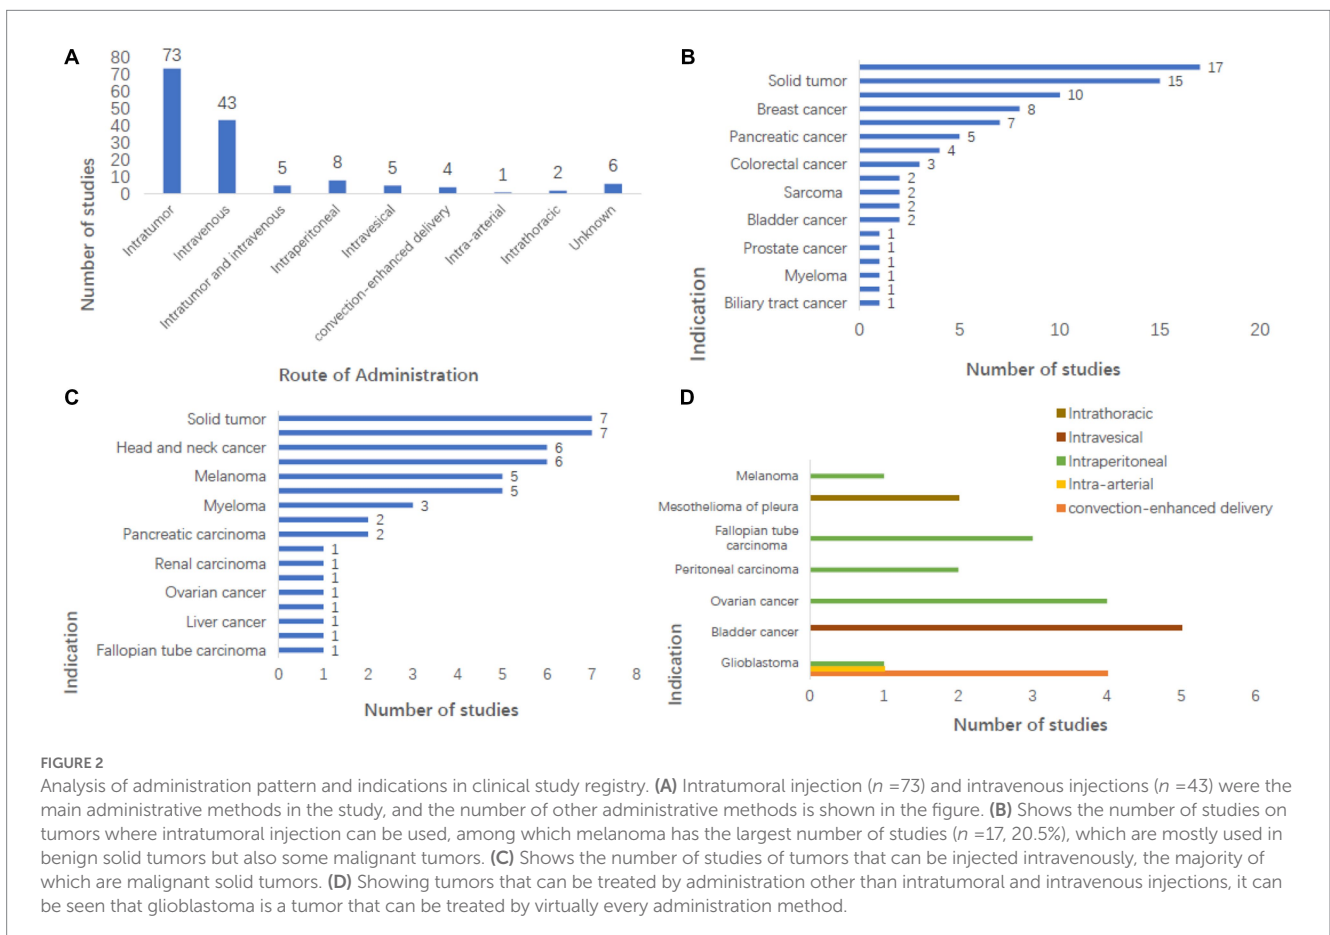 A
80
70
60
50
40
30
20
10
0
73
43
5
8
5
4
1
2
6
Number of studies
Intratumor
Intravenous
Intratumor and intravenous
Intraperitoneal
Intravesical
convection-enhanced delivery
Intra-arterial
Intrathoracic
Unknown
Route of Administration
B
17
Solid tumor 15
10
Breast cancer 8
7
Pancreatic cancer 5
4
Colorectal cancer 3
2
Sarcoma 2
2
Bladder cancer 2
1
Prostate cancer 1
1
Myeloma 1
1
Biliary tract cancer 1
0 5 10 15 20
Indication
Number of studies
C
Solid tumor 7
7
Head and neck cancer 6
6
Melanoma 5
5
Myeloma 3
2
Pancreatic carcinoma 2
1
Renal carcinoma 1
1
Ovarian cancer 1
1
Liver cancer 1
1
Fallopian tube carcinoma 1
0 1 2 3 4 5 6 7 8
Indication
Number of studies
D
Intrathoracic
Intravesical
Intraperitoneal
Intra-arterial
convection-enhanced delivery
Melanoma
Mesothelioma of pleura
Fallopian tube
carcinoma
Peritoneal carcinoma
Ovarian cancer
Bladder cancer
Glioblastoma
0 1 2 3 4 5 6
Indication
Number of studies
FIGURE 2
Analysis of administration pattern and indications in clinical study registry. (A) Intratumoral injection (n =73) and intravenous injections (n =43) were the
main administrative methods in the study, and the number of other administrative methods is shown in the figure. (B) Shows the number of studies on
tumors where intratumoral injection can be used, among which melanoma has the largest number of studies (n =17, 20.5%), which are mostly used in
benign solid tumors but also some malignant tumors. (C) Shows the number of studies of tumors that can be injected intravenously, the majority of
which are malignant solid tumors. (D) Showing tumors that can be treated by administration other than intratumoral and intravenous injections, it can
be seen that glioblastoma is a tumor that can be treated by virtually every administration method.